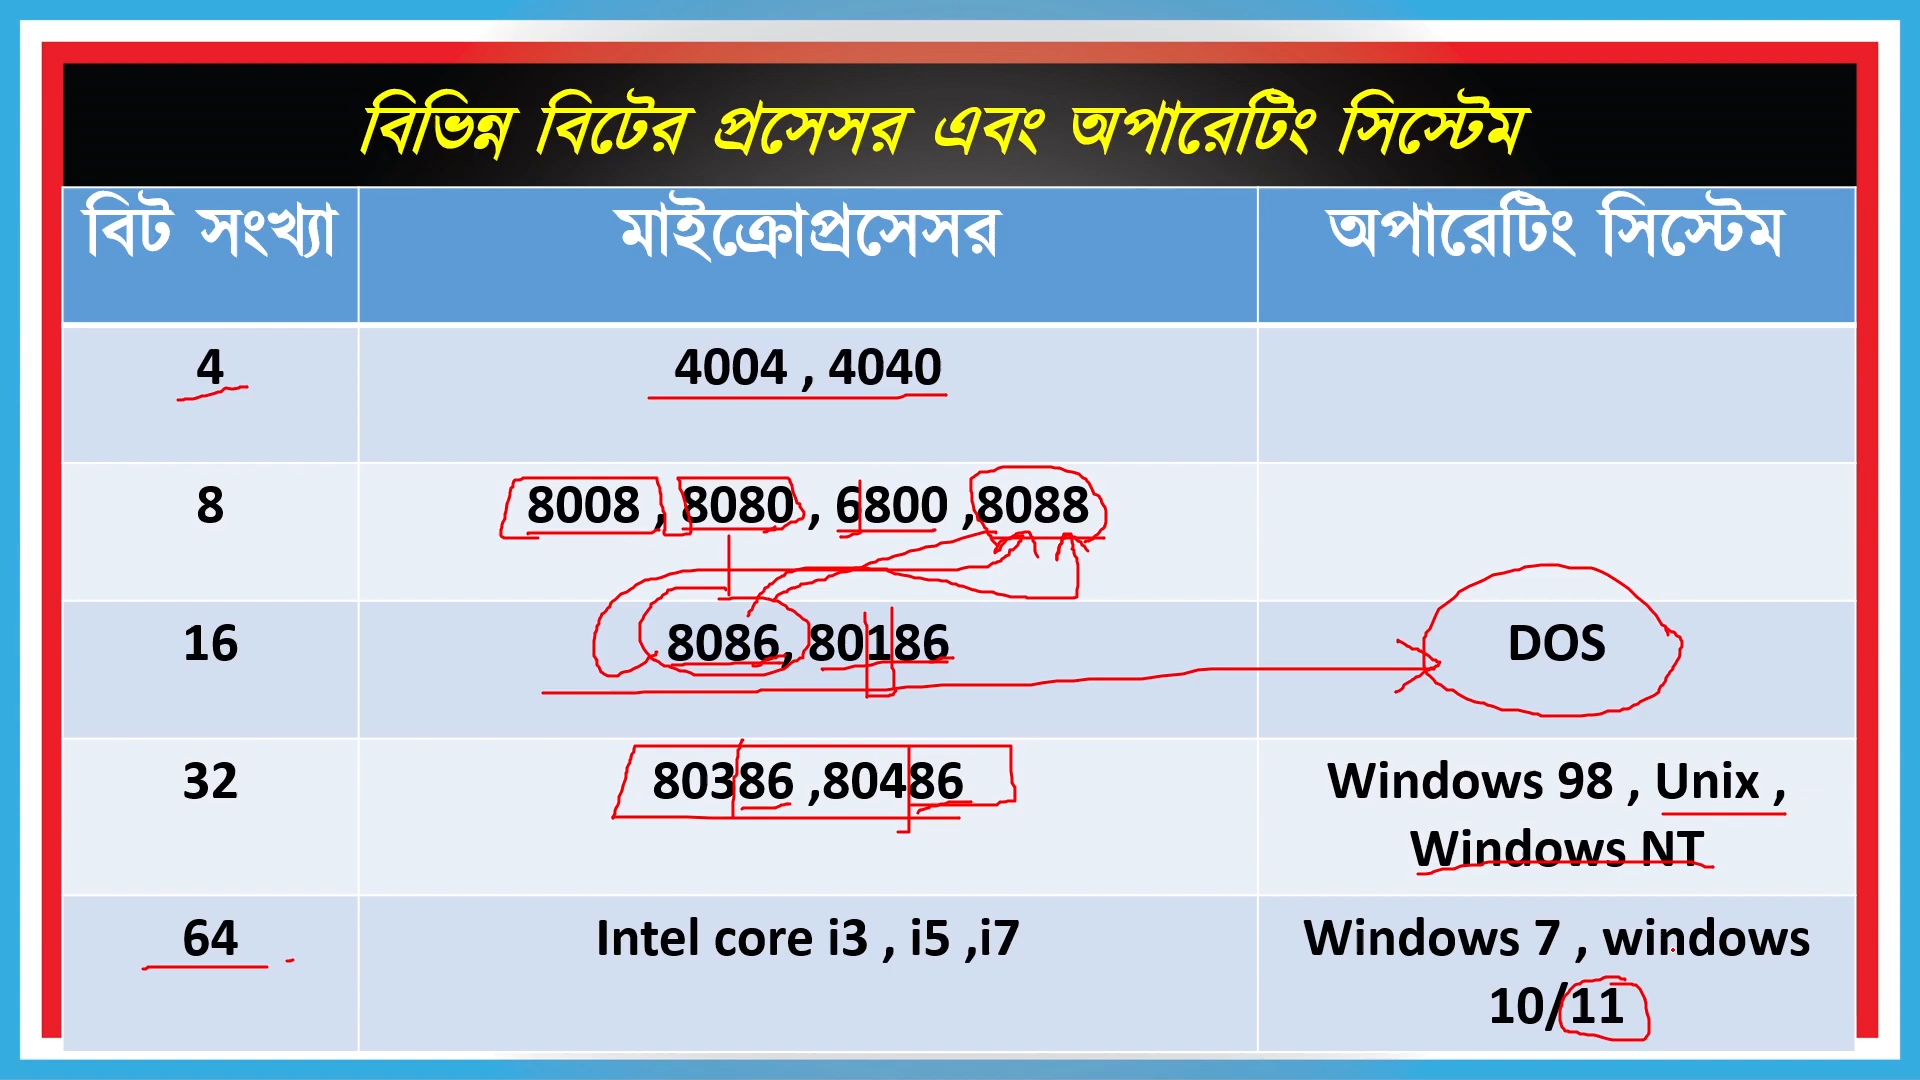 বিভিন্ন বিটের প্রসেসর এবং অপারেটিং সিস্টেম
বিট সংখ্যা মাইক্রোপ্রসেসর অপারেটিং সিস্টেম
4 4004 , 4040
8 8008 , 8080 , 6800 ,8088
16 8086, 80186 DOS
32 80386 ,80486 Windows 98 , Unix ,
Windows NT
64 Intel core i3 , i5 ,i7 Windows 7 , windows
10/11